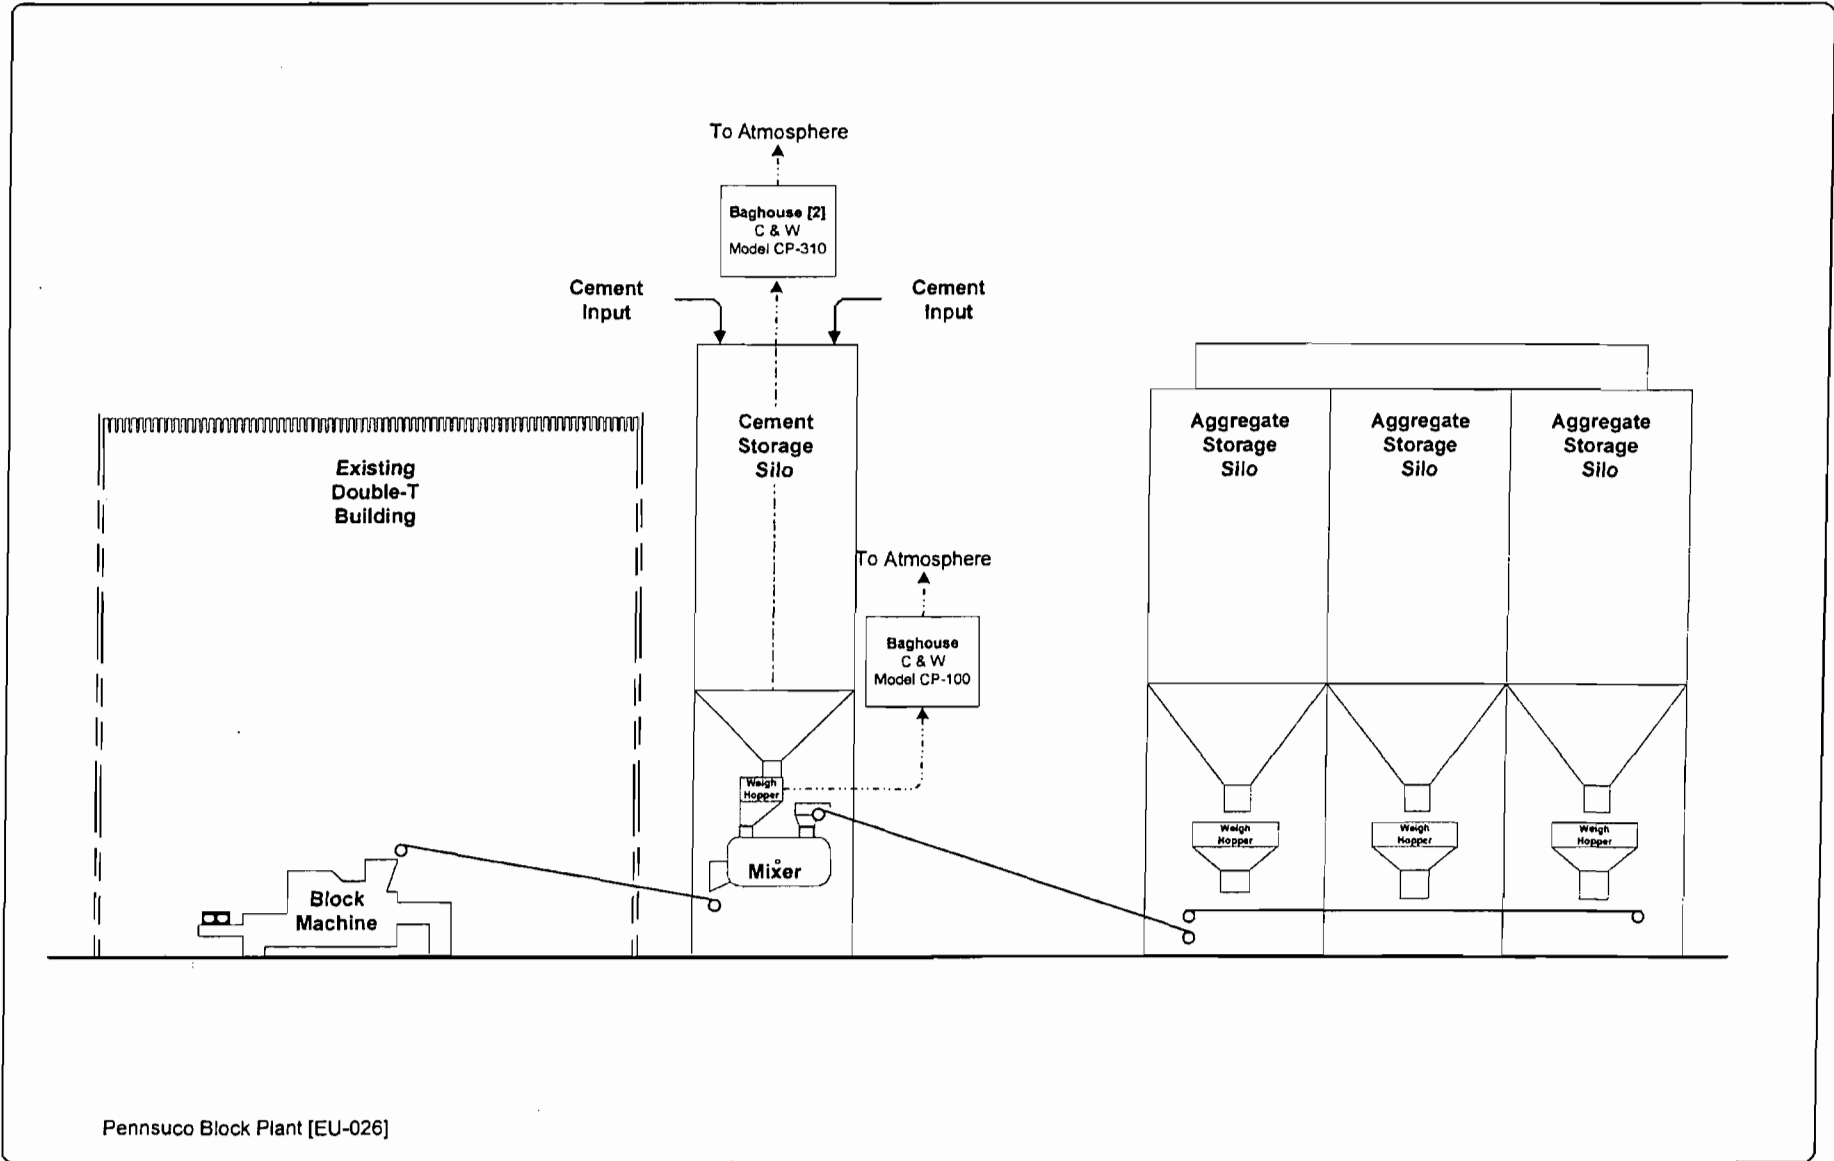 To Atmosphere
Baghouse [2]
C & W
Model CP-310
Cement
Input
Cement
Input
Existing
Double-T
Building
Cement
Storage
Silo
Aggregate
Storage
Silo
Aggregate
Storage
Silo
Aggregate
Storage
Silo
To Atmosphere
Baghouse
C & W
Model CP-100
Weigh
Hopper
Mixer
Weigh
Hopper
Weigh
Hopper
Weigh
Hopper
Block
Machine
Pennsuco Block Plant [EU-026]